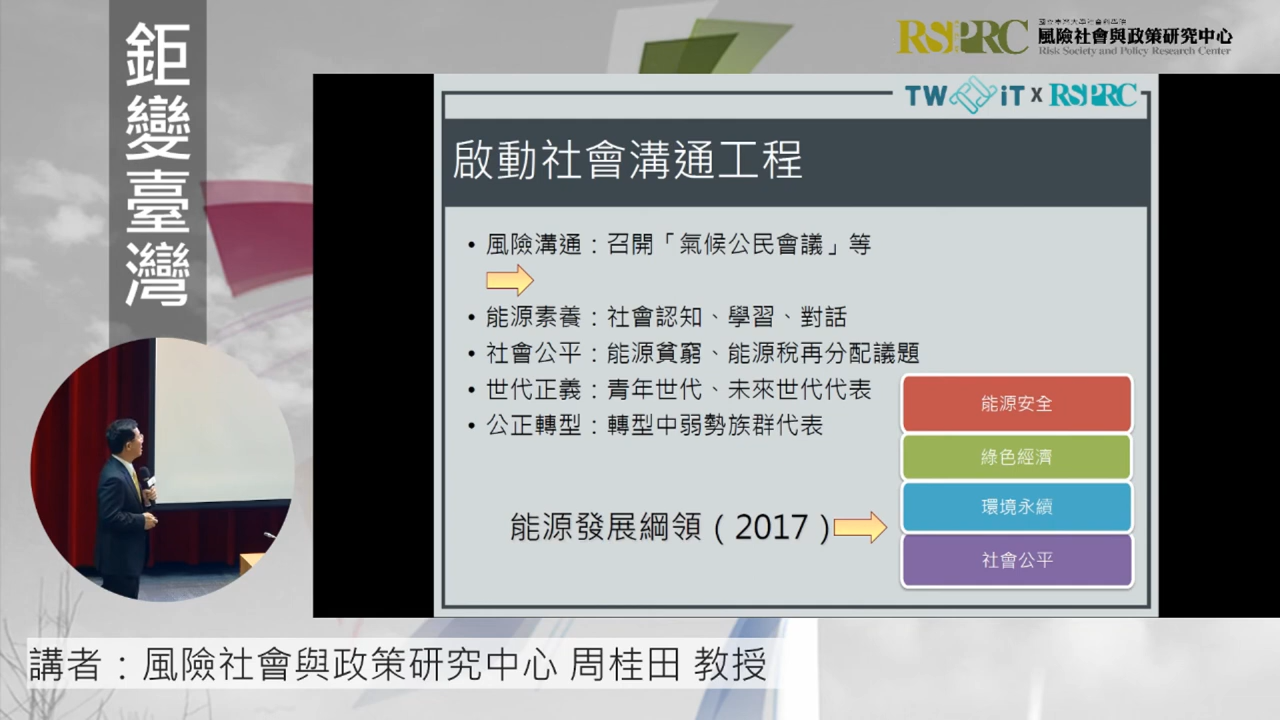 鉅變臺灣
RSPRC
風險社會與政策研究中心
Risk Society and Policy Research Center
TW iT X RSPRC
啟動社會溝通工程
• 風險溝通：召開「氣候公民會議」等
• 能源素養：社會認知、學習、對話
• 社會公平：能源貧窮、能源稅再分配議題
• 世代正義：青年世代、未來世代代表
• 公正轉型：轉型中弱勢族群代表
能源安全
綠色經濟
環境永續
社會公平
能源發展綱領（2017）
講者：風險社會與政策研究中心 周桂田 教授